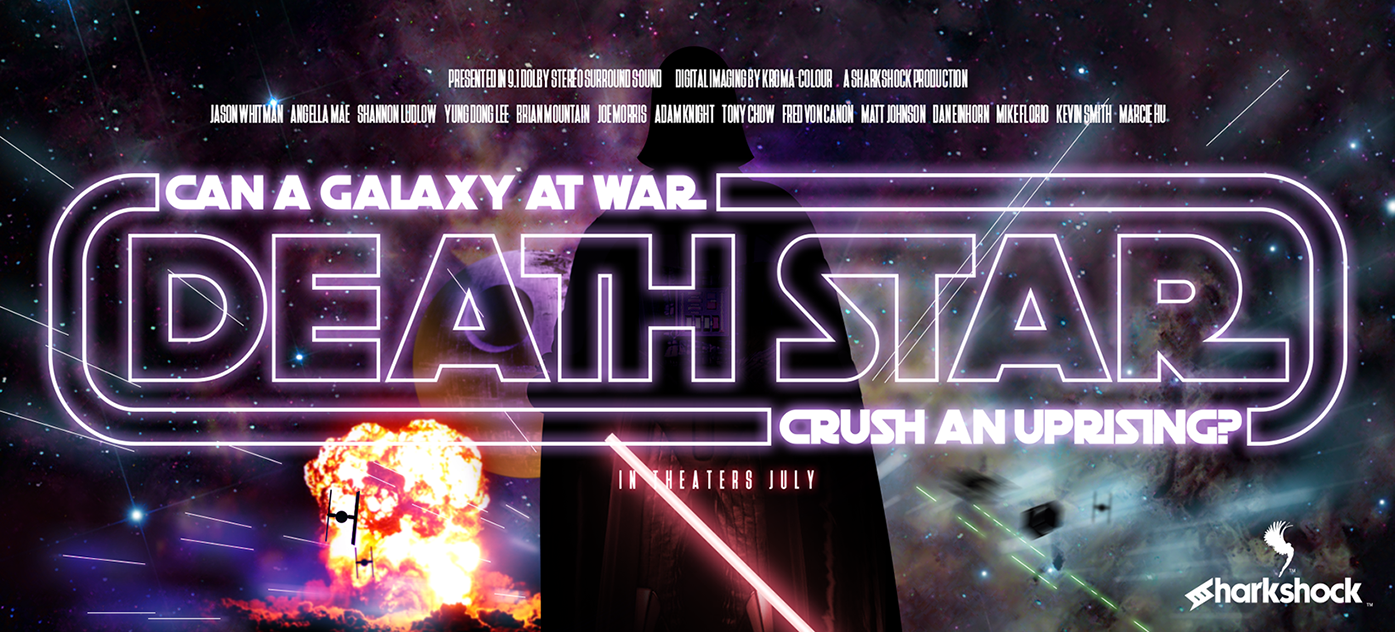 PRESENTED IN 9.1 DOLBY STEREO SURROUND SOUND DIGITAL IMAGING BY KROMA-COLOUR . A SHARKSHOCK PRODUCTION
JASON WHITMAN ANGELLA MAE SHANNON LUDLOW YUNG DONG LEE BRIAN MOUNTAIN JOE MORRIS ADAM KNIGHT TONY CHOW FRED VON CANON MATT JOHNSON DAN EINHORN MIKE FLORIO KEVIN SMITH MARCIE HU
CAN A GALAXY AT WAR
DEATH STAR
CRUSH AN UPRISING?
IN THEATERS JULY
TM
Sharkshock TM